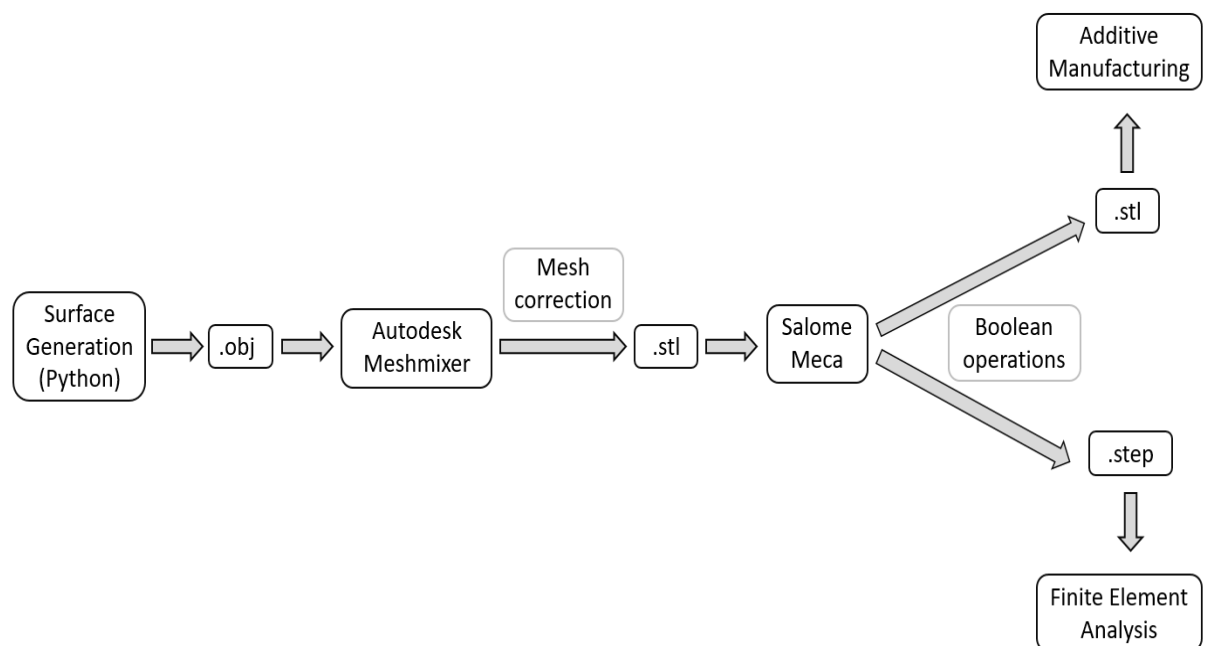 Surface
Generation
(Python)
.obj
Autodesk
Meshmixer
Mesh
correction
.stl
Salome
Meca
Boolean
operations
.stl
Additive
Manufacturing
.step
Finite Element
Analysis